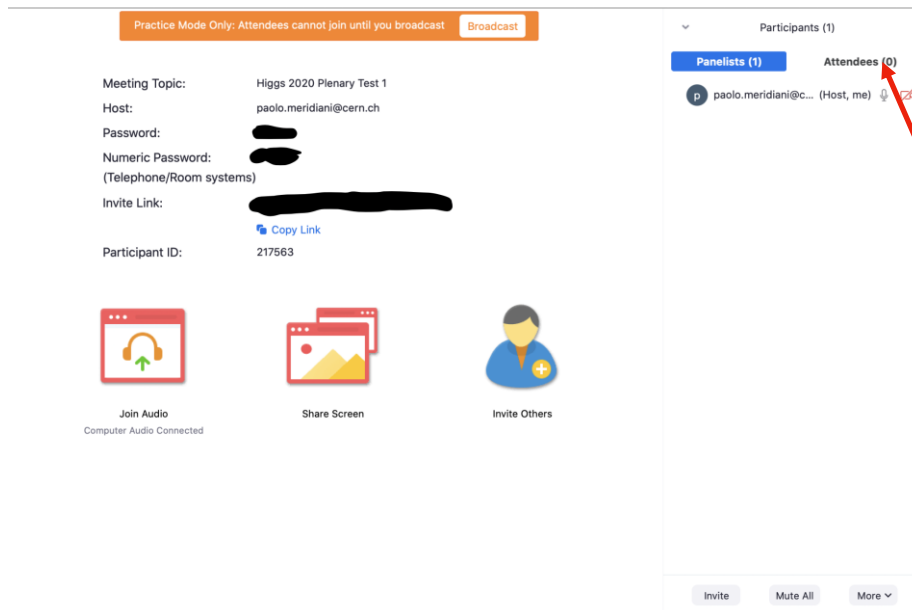 Practice Mode Only: Attendees cannot join until you broadcast Broadcast
Meeting Topic: Higgs 2020 Plenary Test 1
Host: paolo.meridiani@cern.ch
Password:
Numeric Password:
(Telephone/Room systems)
Invite Link:
Copy Link
Participant ID: 217563
Join Audio Share Screen Invite Others
Computer Audio Connected
Participants (1)
Panelists (1) Attendees (0)
p paolo.meridiani@c... (Host, me)
Invite Mute All More